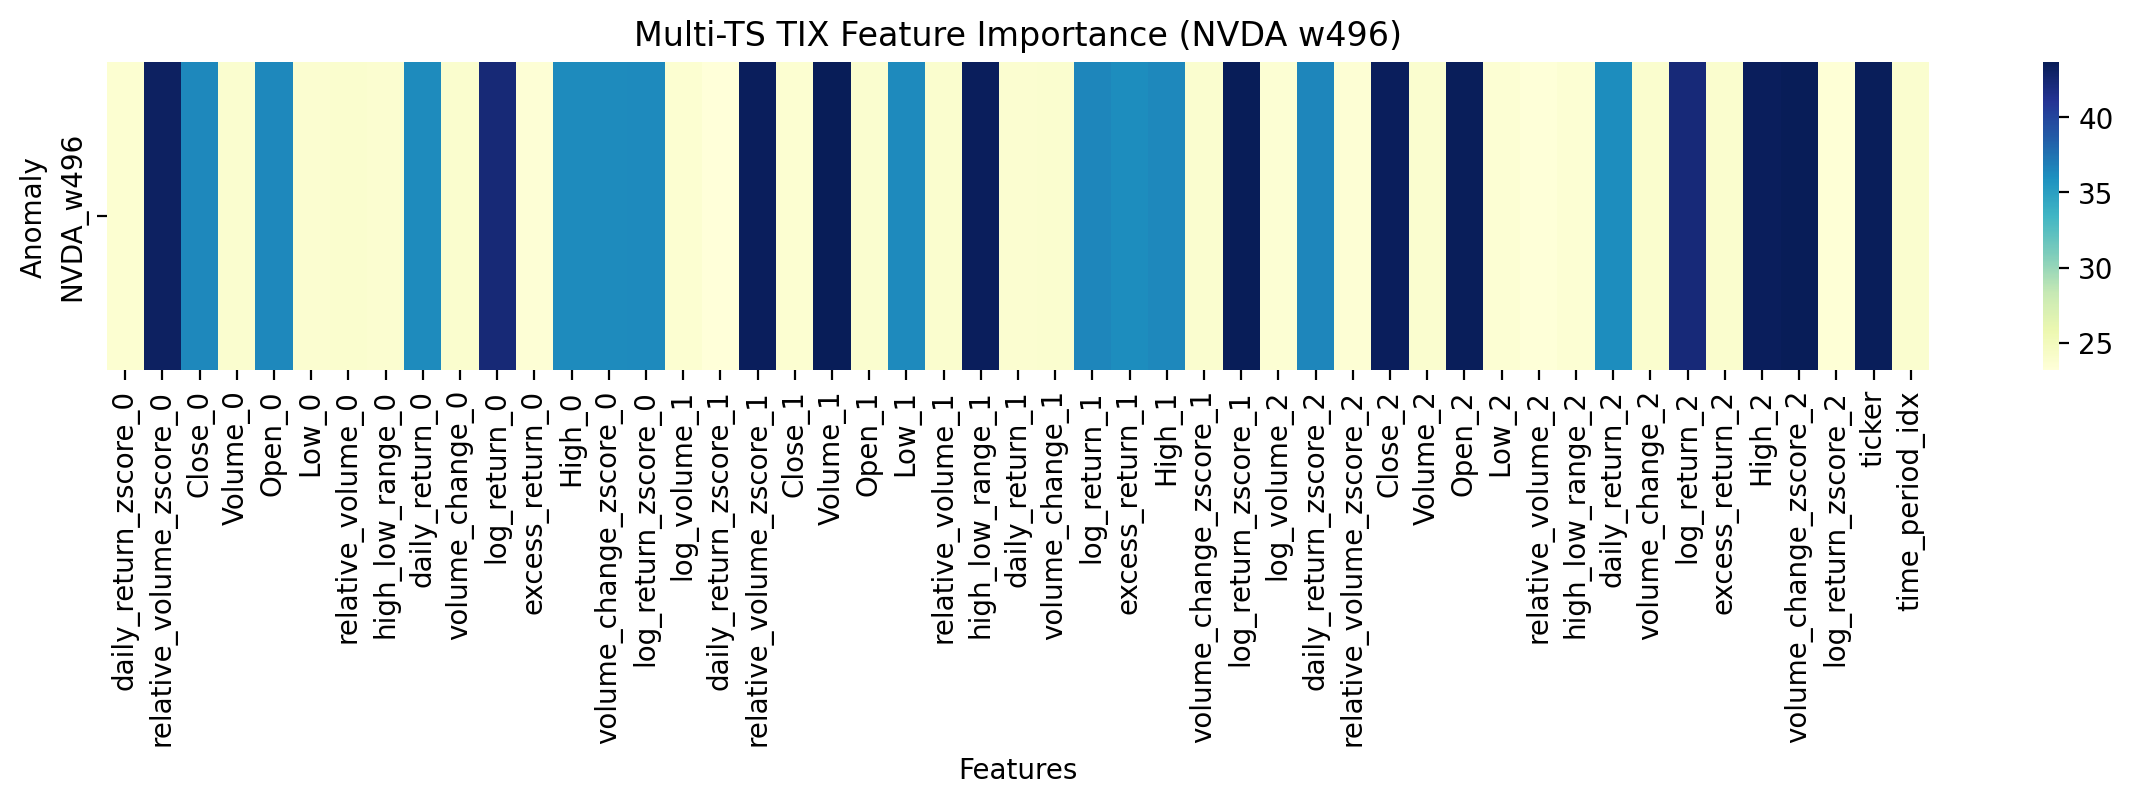 Multi-TS TIX Feature Importance (NVDA w496)
Anomaly
NVDA_w496
40
35
30
25
daily_return_zscore_0
relative_volume_zscore_0
Close_0
Volume_0
Open_0
Low_0
relative_volume_0
high_low_range_0
daily_return_0
volume_change_0
log_return_0
excess_return_0
High_0
volume_change_zscore_0
log_return_zscore_0
log_volume_1
daily_return_zscore_1
relative_volume_zscore_1
Close_1
Volume_1
Open_1
Low_1
relative_volume_1
high_low_range_1
daily_return_1
volume_change_1
log_return_1
excess_return_1
High_1
volume_change_zscore_1
log_return_zscore_1
log_volume_2
daily_return_zscore_2
relative_volume_zscore_2
Close_2
Volume_2
Open_2
Low_2
relative_volume_2
high_low_range_2
daily_return_2
volume_change_2
log_return_2
excess_return_2
High_2
volume_change_zscore_2
log_return_zscore_2
ticker
time_period_idx
Features